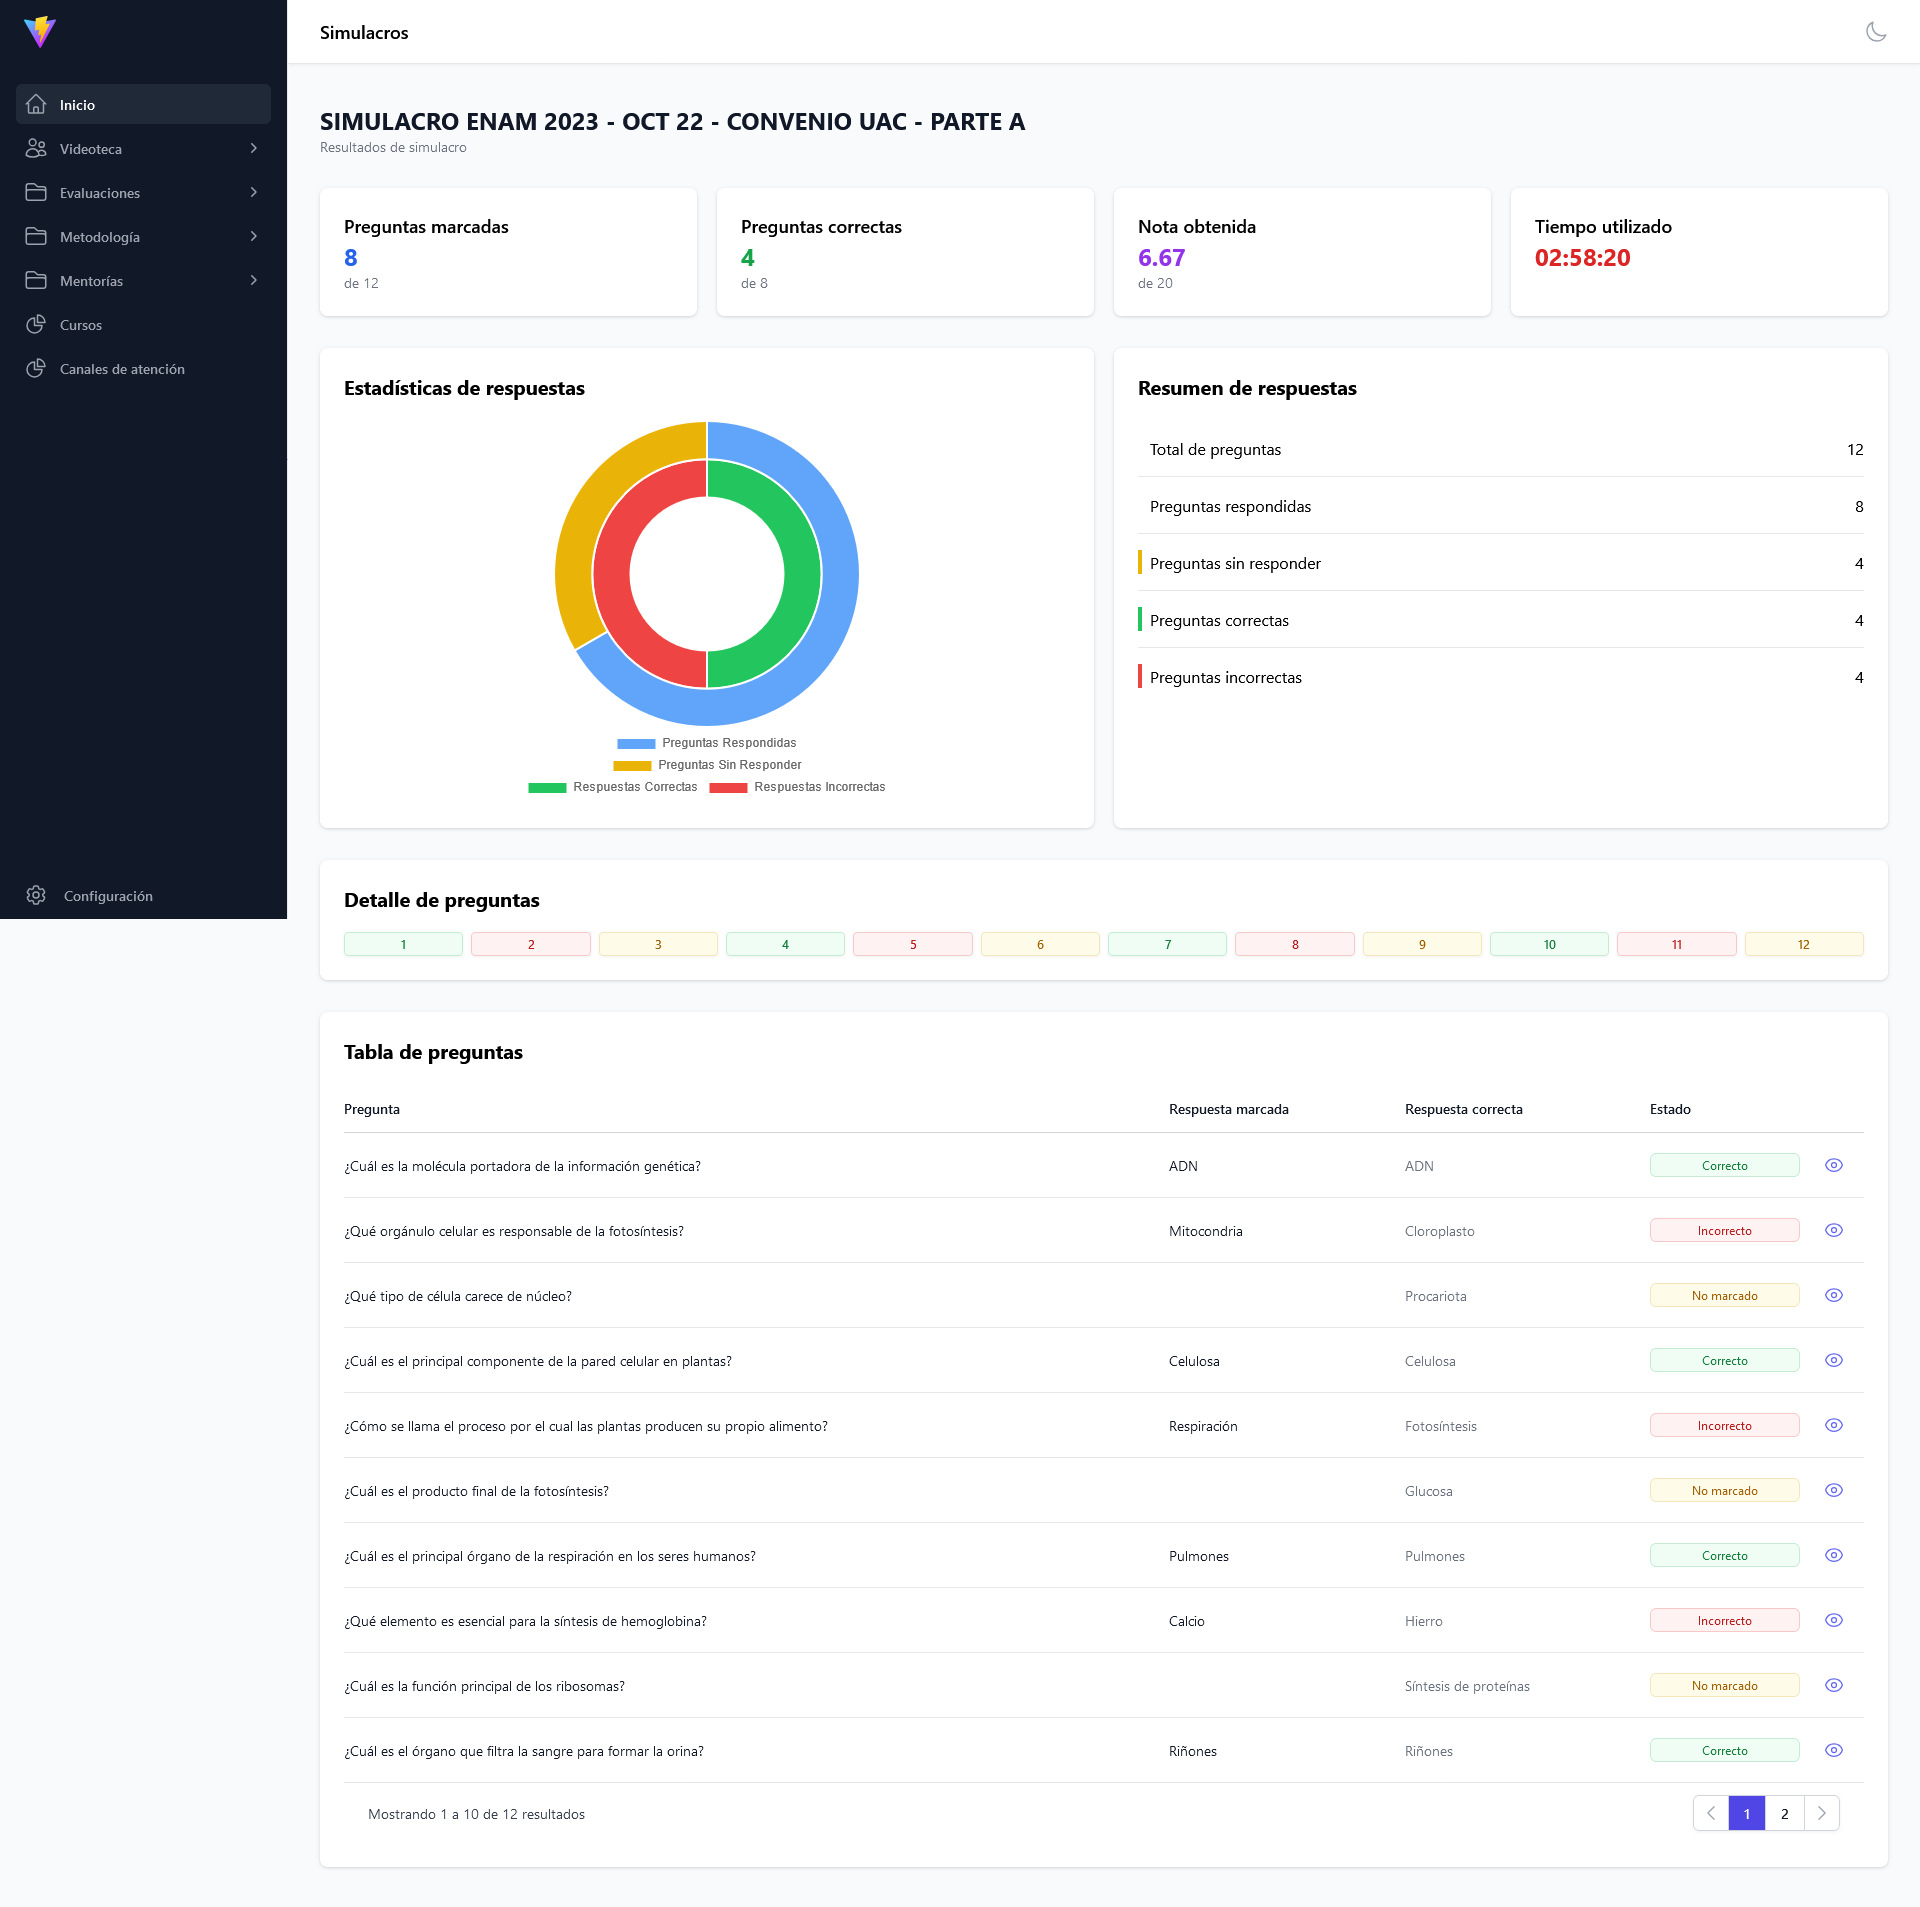 Simulacros
Inicio
Videoteca
Evaluaciones
Metodología
Mentorías
Cursos
Canales de atención
Configuración
SIMULACRO ENAM 2023 - OCT 22 - CONVENIO UAC - PARTE A
Resultados de simulacro
Preguntas marcadas
8
de 12
Preguntas correctas
4
de 8
Nota obtenida
6.67
de 20
Tiempo utilizado
02:58:20
Estadísticas de respuestas
Preguntas Respondidas
Preguntas Sin Responder
Respuestas Correctas Respuestas Incorrectas
Resumen de respuestas
Total de preguntas 12
Preguntas respondidas 8
Preguntas sin responder 4
Preguntas correctas 4
Preguntas incorrectas 4
Detalle de preguntas
1 2 3 4 5 6 7 8 9 10 11 12
Tabla de preguntas
Pregunta Respuesta marcada Respuesta correcta Estado
¿Cuál es la molécula portadora de la información genética? ADN ADN Correcto
¿Qué orgánulo celular es responsable de la fotosíntesis? Mitocondria Cloroplasto Incorrecto
¿Qué tipo de célula carece de núcleo? Procariota No marcado
¿Cuál es el principal componente de la pared celular en plantas? Celulosa Celulosa Correcto
¿Cómo se llama el proceso por el cual las plantas producen su propio alimento? Respiración Fotosíntesis Incorrecto
¿Cuál es el producto final de la fotosíntesis? Glucosa No marcado
¿Cuál es el principal órgano de la respiración en los seres humanos? Pulmones Pulmones Correcto
¿Qué elemento es esencial para la síntesis de hemoglobina? Calcio Hierro Incorrecto
¿Cuál es la función principal de los ribosomas? Síntesis de proteínas No marcado
¿Cuál es el órgano que filtra la sangre para formar la orina? Riñones Riñones Correcto
Mostrando 1 a 10 de 12 resultados 1 2